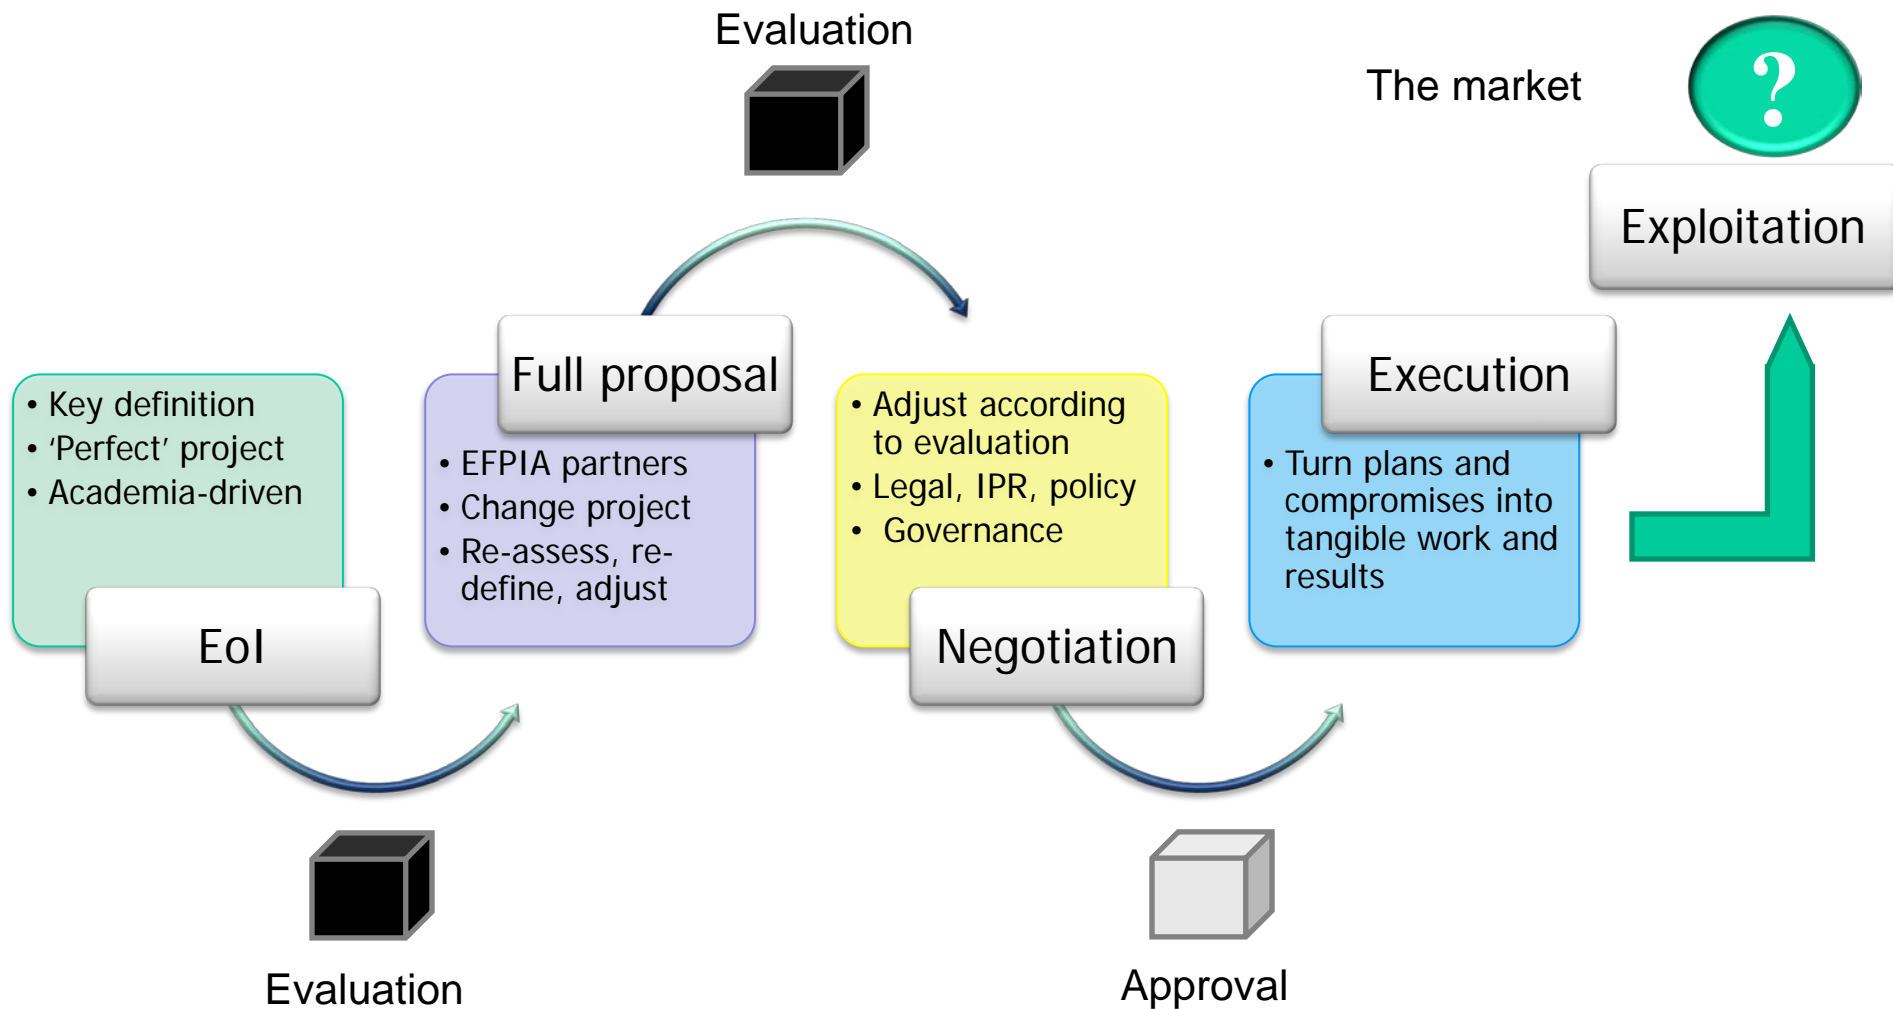 Evaluation
The market
?
Exploitation
• Key definition
• ‘Perfect’ project
• Academia-driven
EoI
Full proposal
• EFPIA partners
• Change project
• Re-assess, re-
define, adjust
• Adjust according
to evaluation
• Legal, IPR, policy
• Governance
Negotiation
Execution
• Turn plans and
compromises into
tangible work and
results
Evaluation
Approval